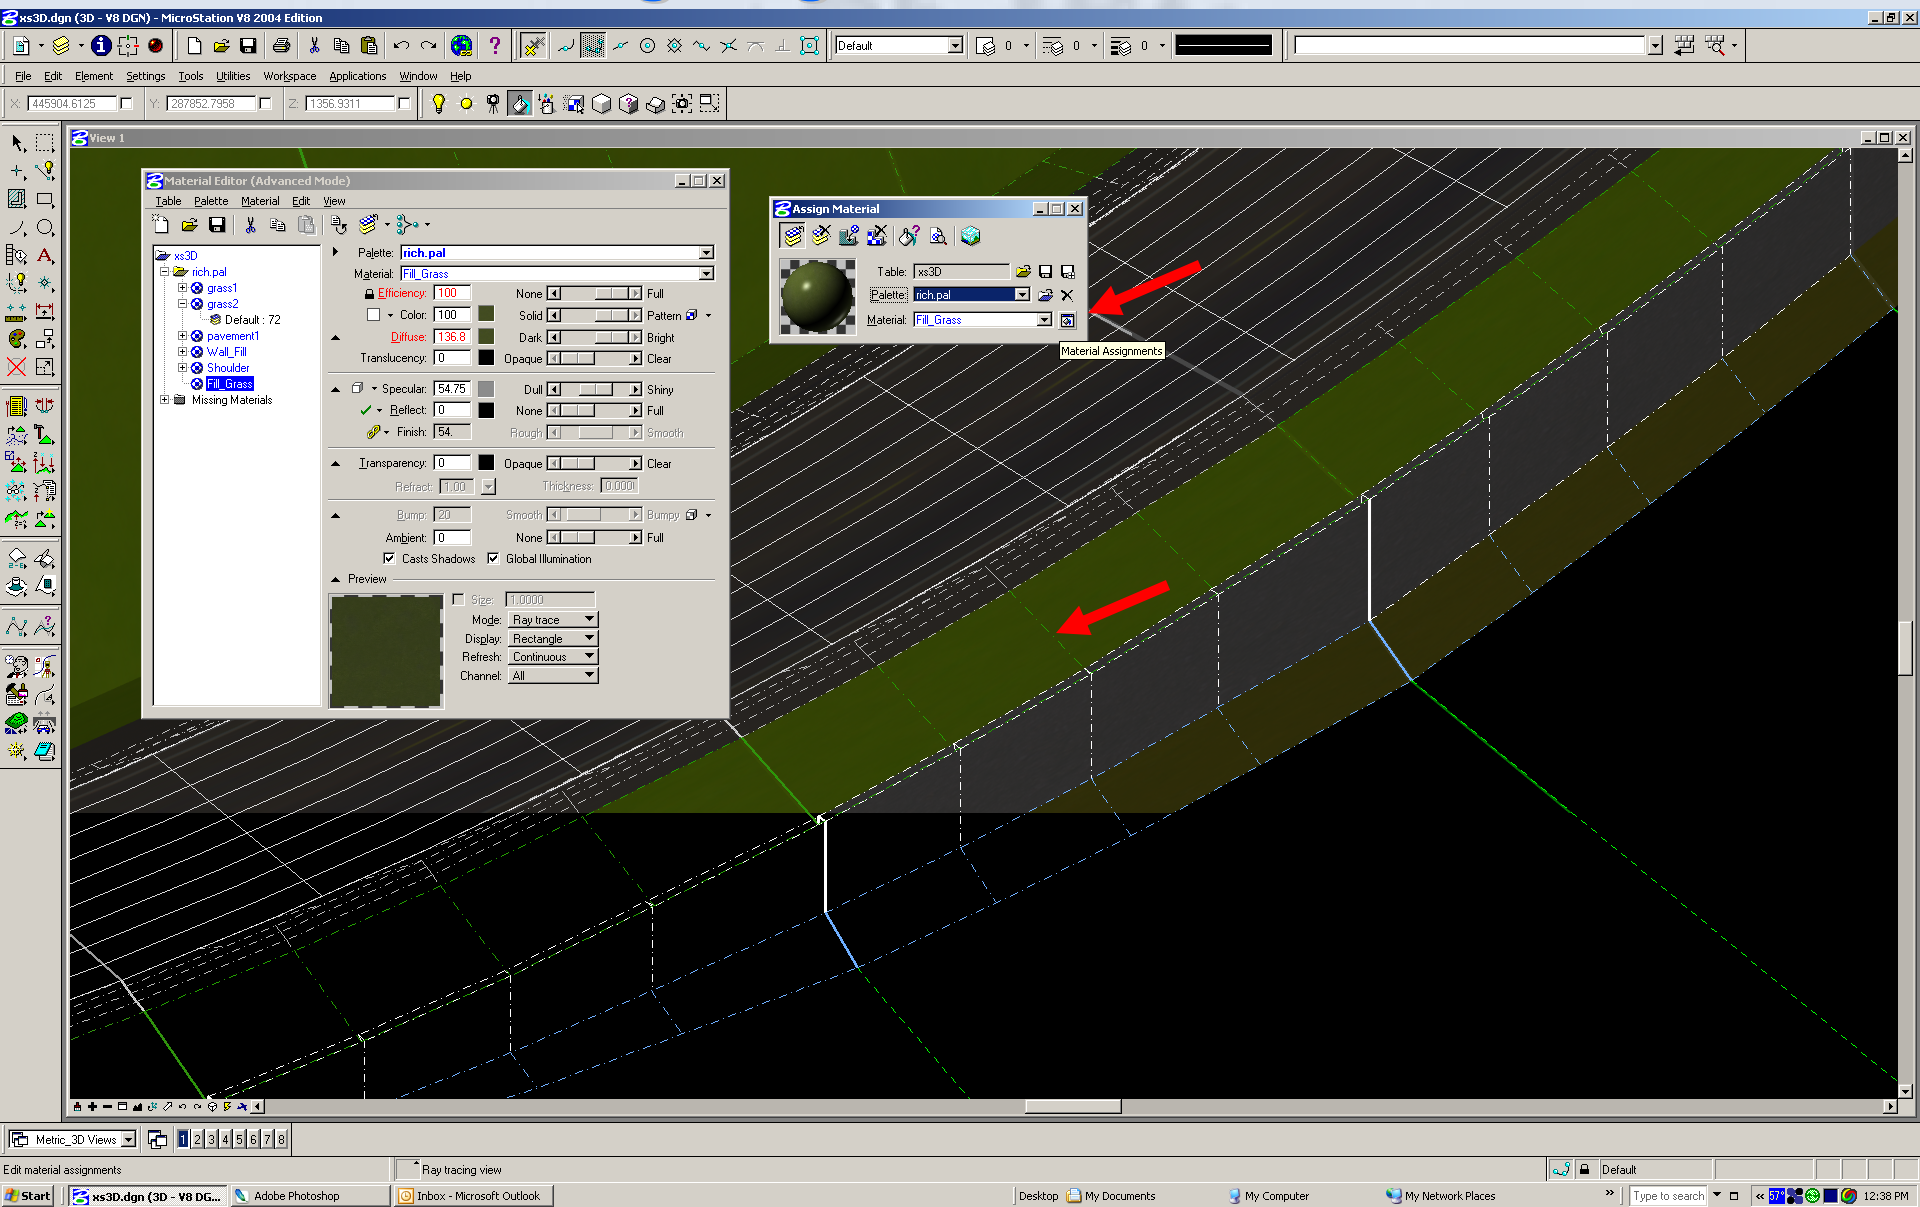 xs3D.dgn (3D - V8 DGN) - MicroStation V8 2004 Edition
Default 0 0 0
File Edit Element Settings Tools Utilities Workspace Applications Window Help
X: 445904.6125 Y: 287852.7958 Z: 1356.9311
View 1
Material Editor (Advanced Mode)
Table Palette Material Edit View
xs3D
rich.pal
grass1
grass2
Default : 72
pavement1
Wall_Fill
Shoulder
Fill_Grass
Missing Materials
Palette: rich.pal
Material: Fill_Grass
Efficiency: 100 None Full
Color: 100 Solid Pattern
Diffuse: 136.8 Dark Bright
Translucency: 0 Opaque Clear
Specular: 54.75 Dull Shiny
Reflect: 0 None Full
Finish: 54. Rough Smooth
Transparency: 0 Opaque Clear
Refract: 1.00 Thickness: 0.000
Bump: 20 Smooth Bumpy
Ambient: 0 None Full
Casts Shadows Global Illumination
Preview
Size: 1.0000
Mode: Ray trace
Display: Rectangle
Refresh: Continuous
Channel: All
Assign Material
Table: xs3D
Palette: rich.pal
Material: Fill_Grass
Material Assignments
Metric_3D Views 1 2 3 4 5 6 7 8
Edit material assignments Ray tracing view Default
Start xs3D.dgn (3D - V8 DG... Adobe Photoshop Inbox - Microsoft Outlook Desktop My Documents My Computer My Network Places » Type to search « 57° 12:38 PM